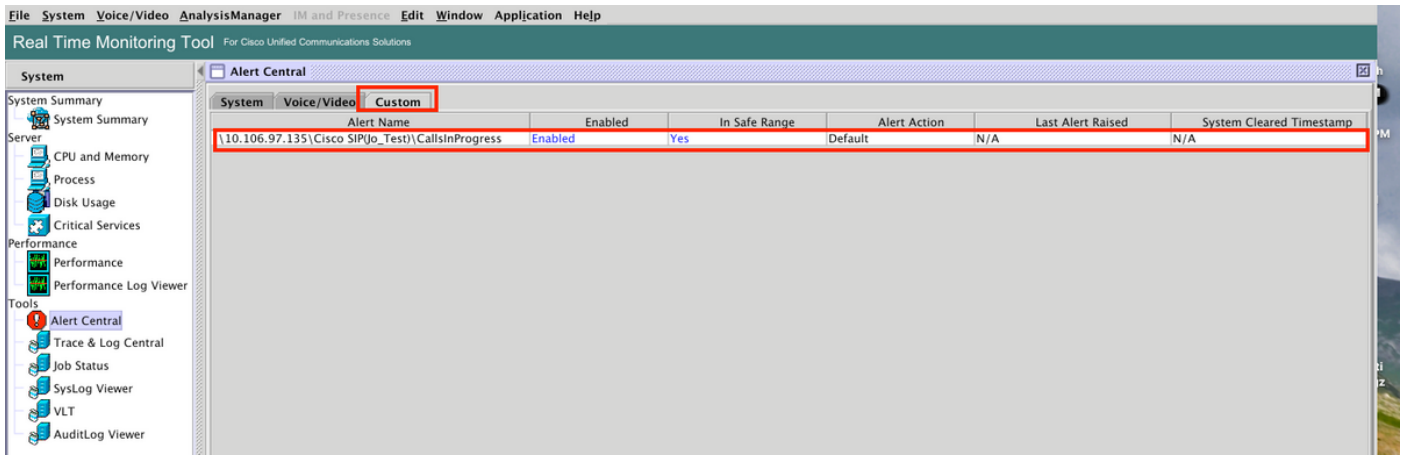 File System Voice/Video AnalysisManager IM and Presence Edit Window Application Help
Real Time Monitoring Tool For Cisco Unified Communications Solutions
System
System Summary
System Summary
Server
CPU and Memory
Process
Disk Usage
Critical Services
Performance
Performance
Performance Log Viewer
Tools
Alert Central
Trace & Log Central
Job Status
SysLog Viewer
VLT
AuditLog Viewer
Alert Central
System Voice/Video Custom
Alert Name Enabled In Safe Range Alert Action Last Alert Raised System Cleared Timestamp
\10.106.97.135\Cisco SIP(Jo_Test)\CallsInProgress Enabled Yes Default N/A N/A